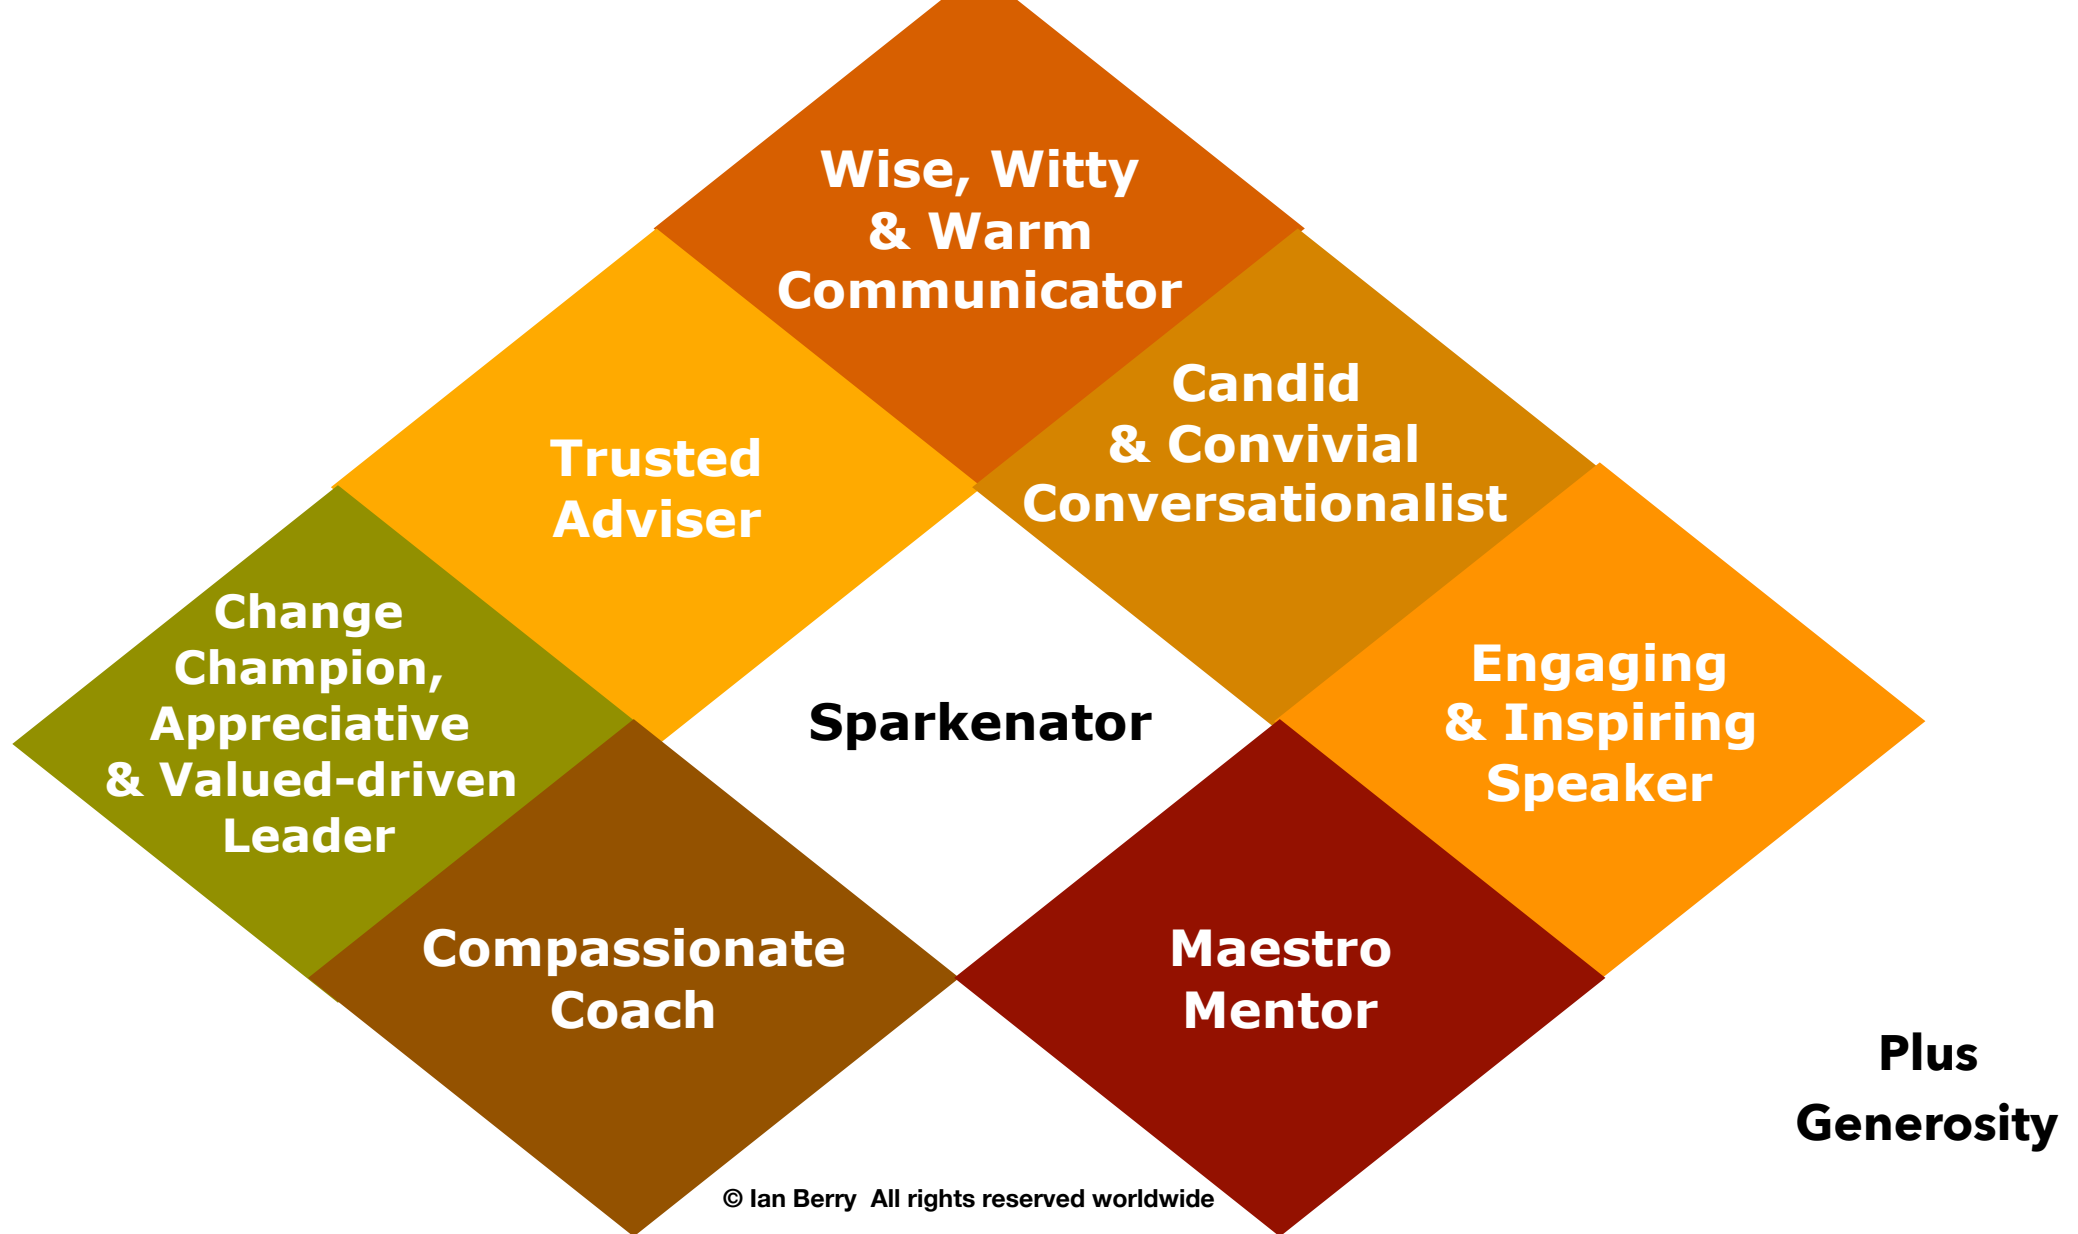 Wise, Witty
& Warm
Communicator
Candid
& Convivial
Conversationalist
Trusted
Adviser
Change
Champion,
Appreciative
& Valued-driven
Leader
Sparkenator
Engaging
& Inspiring
Speaker
Compassionate
Coach
Maestro
Mentor
Plus
Generosity
© Ian Berry  All rights reserved worldwide